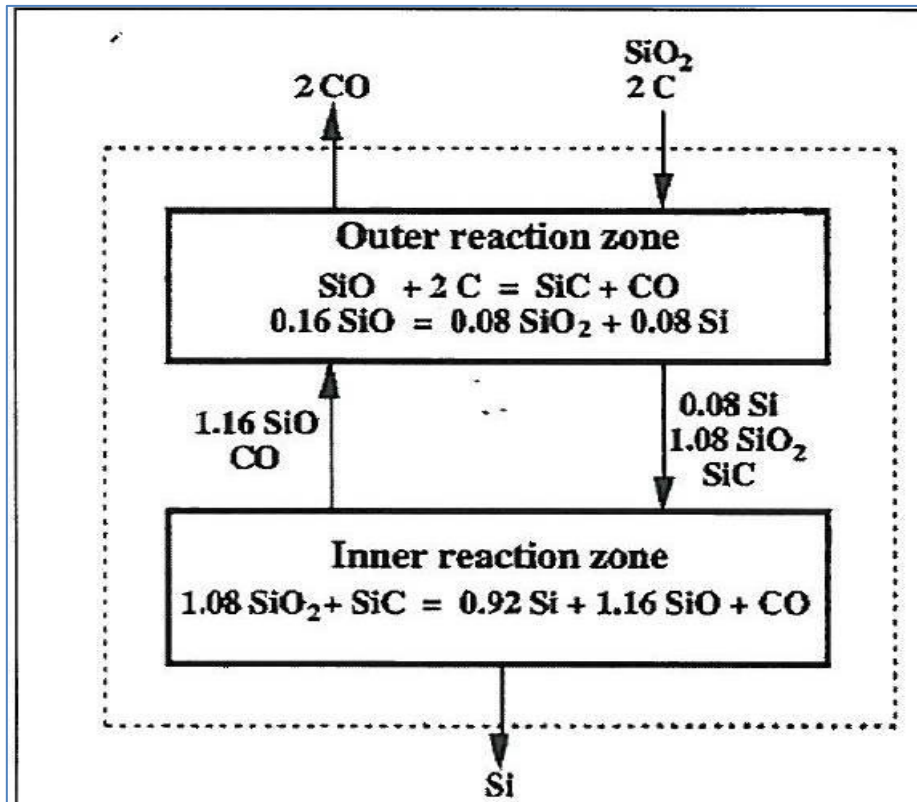 2 CO
SiO₂
2 C
Outer reaction zone
SiO + 2 C = SiC + CO
0.16 SiO = 0.08 SiO₂ + 0.08 Si
1.16 SiO
CO
0.08 Si
1.08 SiO₂
SiC
Inner reaction zone
1.08 SiO₂ + SiC = 0.92 Si + 1.16 SiO + CO
Si